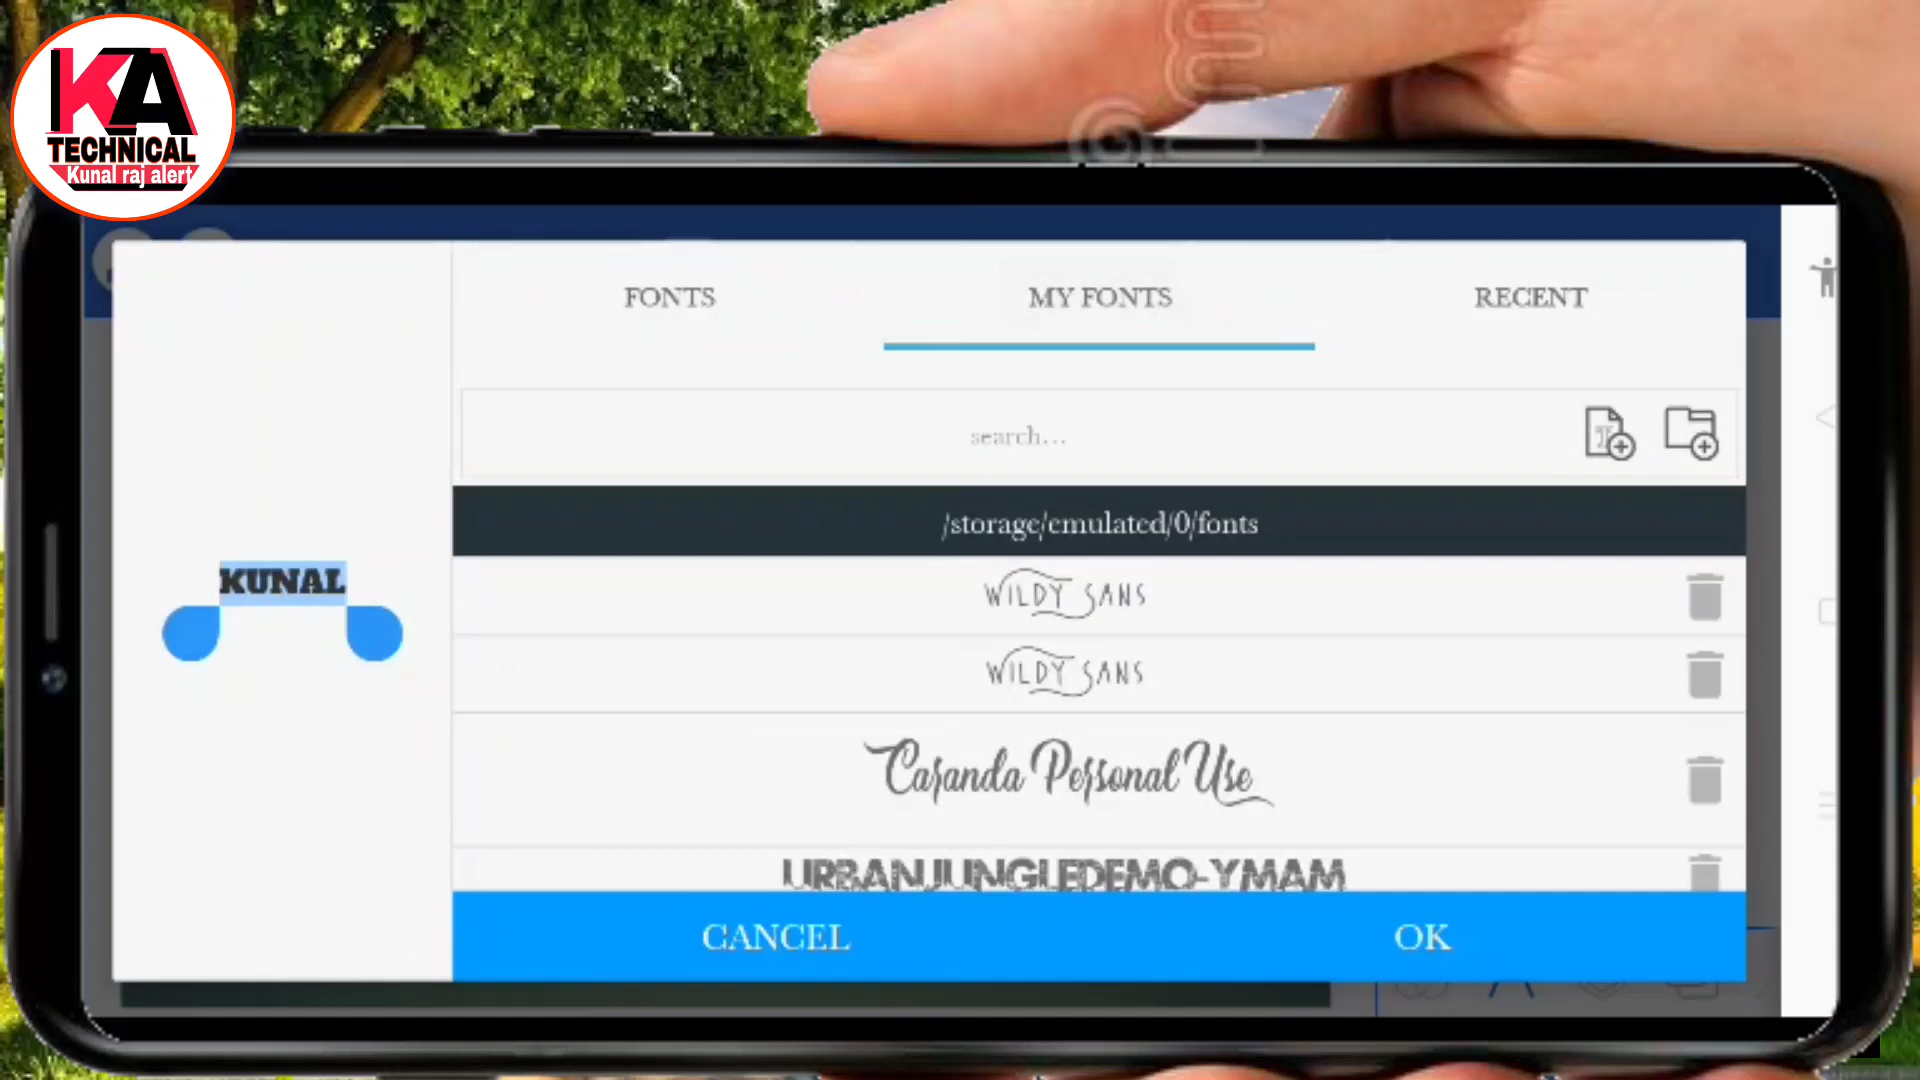 KA
TECHNICAL
Kunal raj alert
FONTS
MY FONTS
RECENT
search...
/storage/emulated/0/fonts
KUNAL
WILDY SANS
WILDY SANS
Caranda Personal Use
URBANJUNGLEDEMO-YMAM
CANCEL
OK